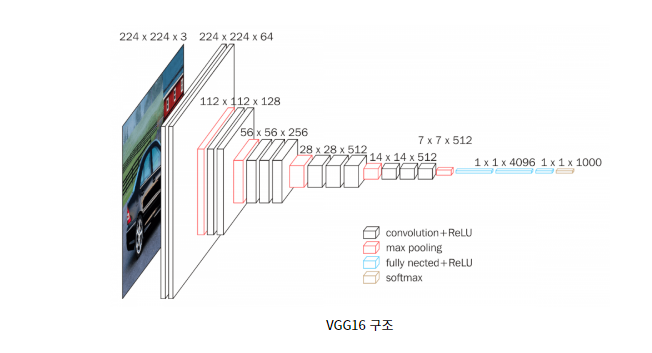 224 x 224 x 3
224 x 224 x 64
112 x 112 x 128
56 x 56 x 256
28 x 28 x 512
14 x 14 x 512
7 x 7 x 512
1 x 1 x 4096
1 x 1 x 1000
convolution+ReLU
max pooling
fully nected+ReLU
softmax
VGG16 구조